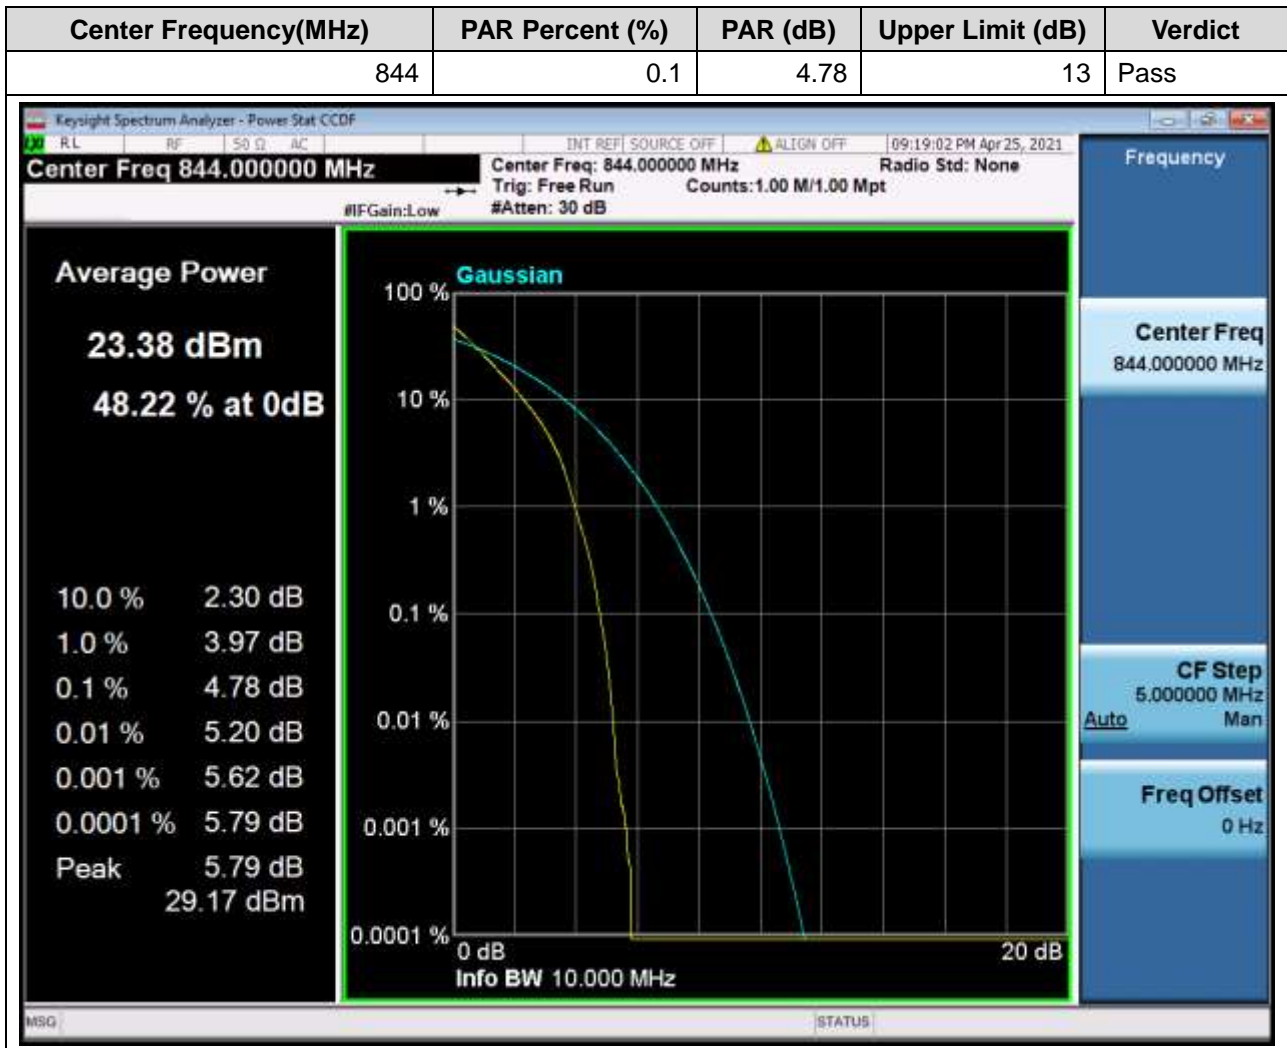 Center Frequency(MHz) PAR Percent (%) PAR (dB) Upper Limit (dB) Verdict
844 0.1 4.78 13 Pass
Keysight Spectrum Analyzer - Power Stat CCDF
RL RF 50 Ω AC INT REF SOURCE OFF ALIGN OFF 09:19:02 PM Apr 25, 2021
Center Freq 844.000000 MHz
Center Freq: 844.000000 MHz Radio Std: None
Trig: Free Run Counts:1.00 M/1.00 Mpt
#IFGain:Low #Atten: 30 dB
Frequency
Average Power
23.38 dBm
48.22 % at 0dB
10.0 % 2.30 dB
1.0 % 3.97 dB
0.1 % 4.78 dB
0.01 % 5.20 dB
0.001 % 5.62 dB
0.0001 % 5.79 dB
Peak 5.79 dB
29.17 dBm
Gaussian
100 %
10 %
1 %
0.1 %
0.01 %
0.001 %
0.0001 %
0 dB 20 dB
Info BW 10.000 MHz
Center Freq
844.000000 MHz
CF Step
5.000000 MHz
Auto Man
Freq Offset
0 Hz
MSG STATUS